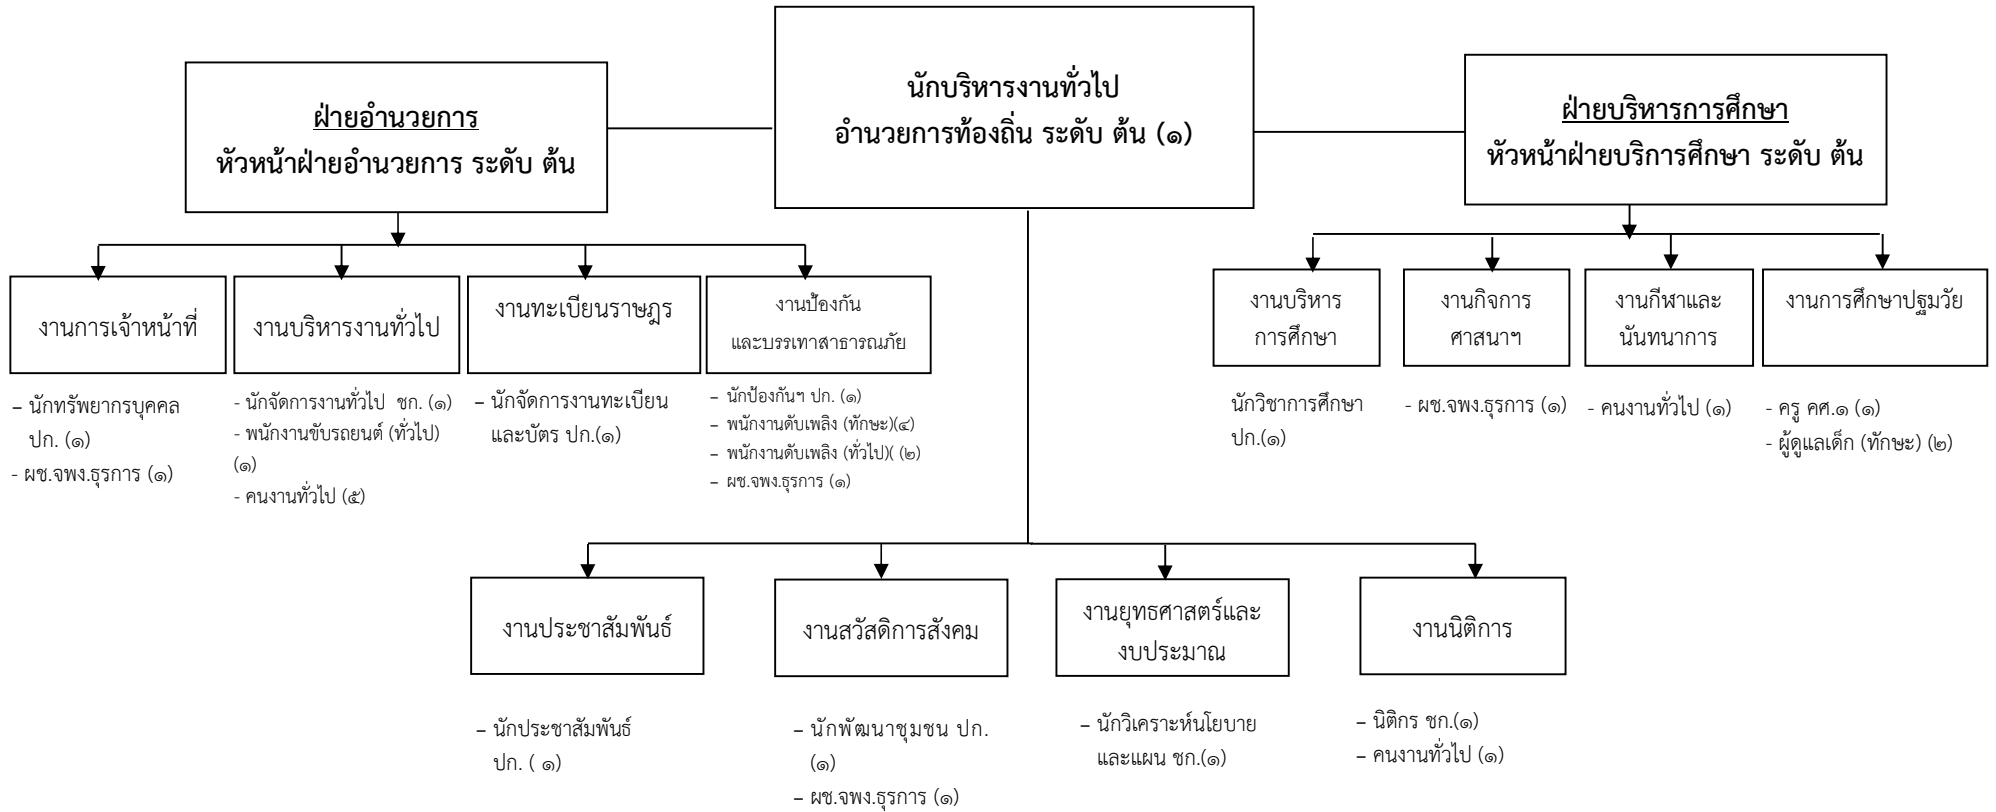 นักบริหารงานทั่วไป
อำนวยการท้องถิ่น ระดับ ต้น (๑)
ฝ่ายอำนวยการ
หัวหน้าฝ่ายอำนวยการ ระดับ ต้น
ฝ่ายบริหารการศึกษา
หัวหน้าฝ่ายบริการศึกษา ระดับ ต้น
งานการเจ้าหน้าที่
– นักทรัพยากรบุคคล
ปก. (๑)
- ผช.จพง.ธุรการ (๑)
งานบริหารงานทั่วไป
- นักจัดการงานทั่วไป ชก. (๑)
- พนักงานขับรถยนต์ (ทั่วไป)
(๑)
- คนงานทั่วไป (๕)
งานทะเบียนราษฎร
– นักจัดการงานทะเบียน
และบัตร ปก.(๑)
งานป้องกัน
และบรรเทาสาธารณภัย
– นักป้องกันฯ ปก. (๑)
– พนักงานดับเพลิง (ทักษะ)(๔)
– พนักงานดับเพลิง (ทั่วไป)( (๒)
– ผช.จพง.ธุรการ (๑)
งานบริหาร
การศึกษา
นักวิชาการศึกษา
ปก.(๑)
งานกิจการ
ศาสนาฯ
- ผช.จพง.ธุรการ (๑)
งานกีฬาและ
นันทนาการ
- คนงานทั่วไป (๑)
งานการศึกษาปฐมวัย
- ครู คศ.๑ (๑)
- ผู้ดูแลเด็ก (ทักษะ) (๒)
งานประชาสัมพันธ์
– นักประชาสัมพันธ์
ปก. ( ๑)
งานสวัสดิการสังคม
– นักพัฒนาชุมชน ปก.
(๑)
– ผช.จพง.ธุรการ (๑)
งานยุทธศาสตร์และ
งบประมาณ
– นักวิเคราะห์นโยบาย
และแผน ชก.(๑)
งานนิติการ
– นิติกร ชก.(๑)
– คนงานทั่วไป (๑)